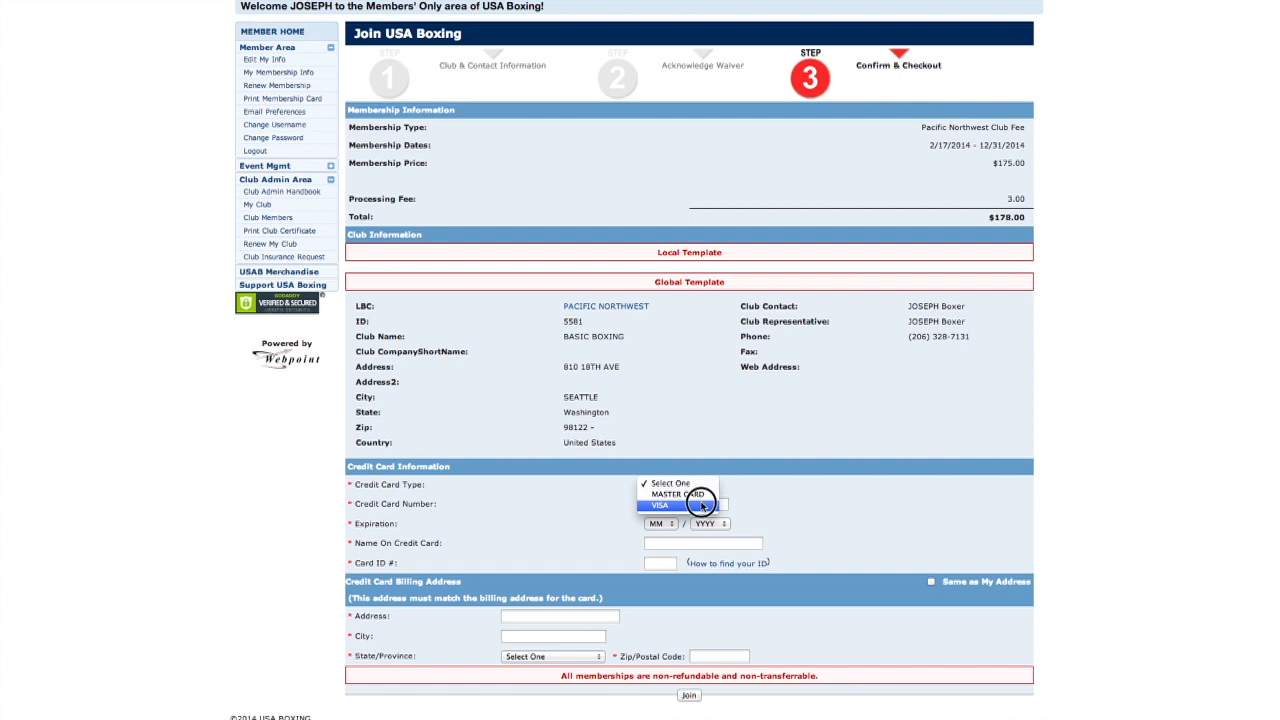 Welcome JOSEPH to the Members' Only area of USA Boxing!
MEMBER HOME
Member Area
Edit My Info
My Membership Info
Renew Membership
Print Membership Card
Email Preferences
Change Username
Change Password
Logout
Event Mgmt
Club Admin Area
Club Admin Handbook
My Club
Club Members
Print Club Certificate
Renew My Club
Club Insurance Request
USAB Merchandise
Support USA Boxing
GODADDY
VERIFIED & SECURED
Powered by
Webpoint
Join USA Boxing
STEP 1 Club & Contact Information
STEP 2 Acknowledge Waiver
STEP 3 Confirm & Checkout
Membership Information
Membership Type: Pacific Northwest Club Fee
Membership Dates: 2/17/2014 - 12/31/2014
Membership Price: $175.00
Processing Fee: 3.00
Total: $178.00
Club Information
Local Template
Global Template
LBC: PACIFIC NORTHWEST Club Contact: JOSEPH Boxer
ID: 5581 Club Representative: JOSEPH Boxer
Club Name: BASIC BOXING Phone: (206) 328-7131
Club CompanyShortName: Fax:
Address: 810 18TH AVE Web Address:
Address2:
City: SEATTLE
State: Washington
Zip: 98122 -
Country: United States
Credit Card Information
* Credit Card Type: ✓ Select One
MASTER CARD
* Credit Card Number: VISA
* Expiration: MM / YYYY
* Name On Credit Card:
* Card ID #: (How to find your ID)
Credit Card Billing Address Same as My Address
(This address must match the billing address for the card.)
* Address:
* City:
* State/Province: Select One * Zip/Postal Code:
All memberships are non-refundable and non-transferrable.
Join
©2014 USA BOXING